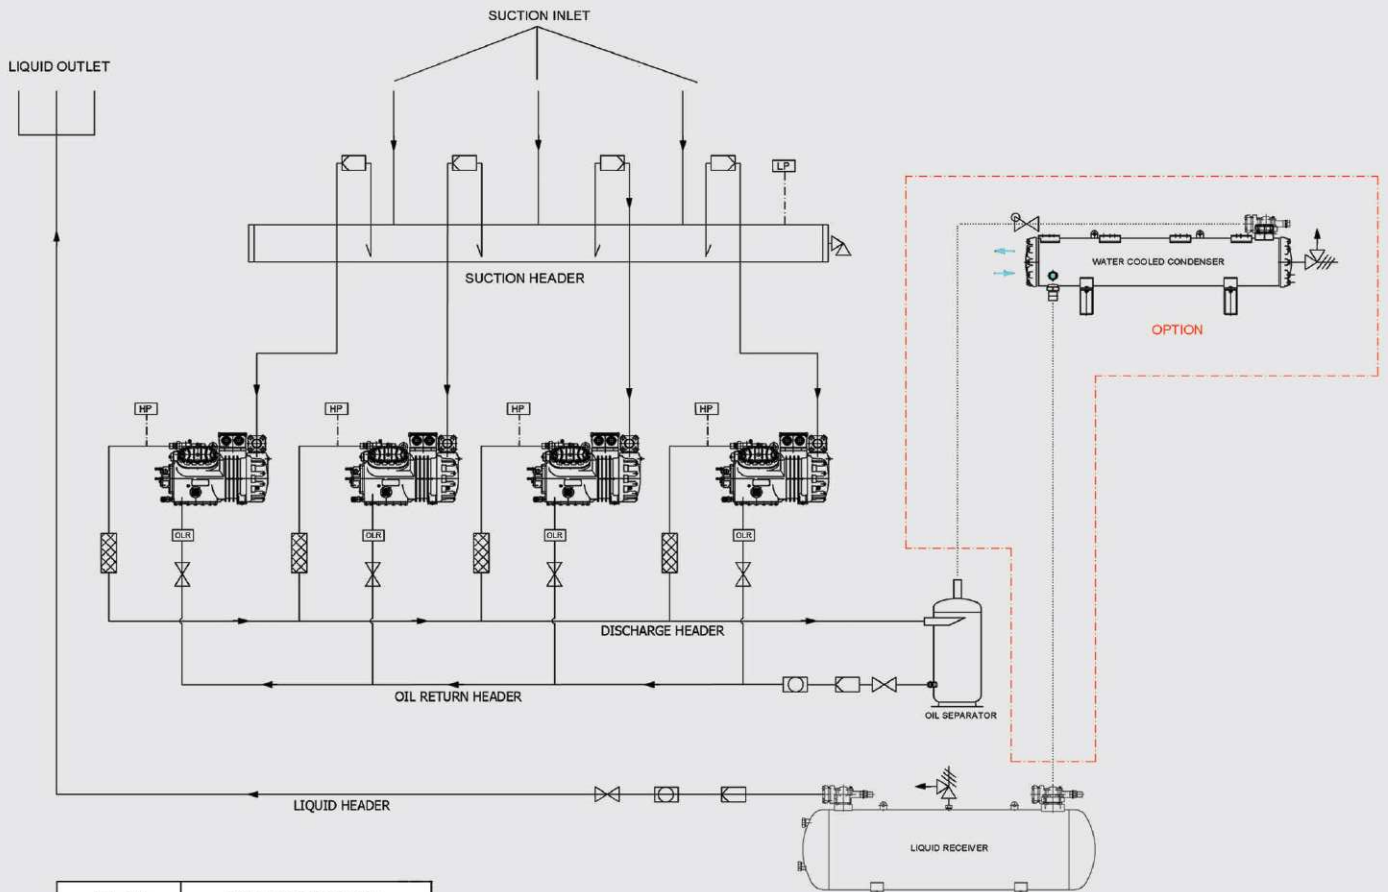 SUCTION INLET
LIQUID OUTLET
LP
SUCTION HEADER
WATER COOLED CONDENSER
OPTION
HP
HP
HP
HP
OLR
OLR
OLR
OLR
DISCHARGE HEADER
OIL RETURN HEADER
OIL SEPARATOR
LIQUID HEADER
LIQUID RECEIVER